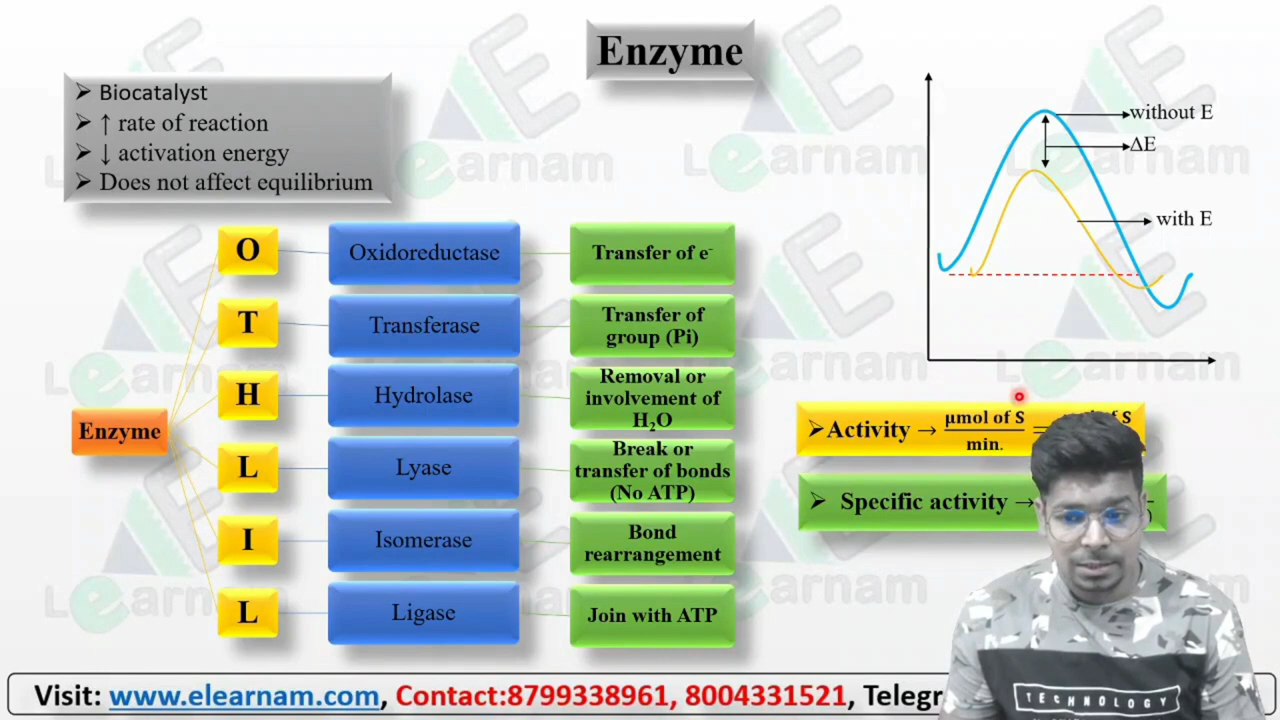 Enzyme
➢ Biocatalyst
➢ ↑ rate of reaction
➢ ↓ activation energy
➢ Does not affect equilibrium
without E
ΔE
with E
Enzyme
O Oxidoreductase Transfer of e⁻
T Transferase Transfer of
group (Pi)
H Hydrolase Removal or
involvement of
H₂O
L Lyase Break or
transfer of bonds
(No ATP)
I Isomerase Bond
rearrangement
L Ligase Join with ATP
➢Activity → μmol of S
min.
=
S
➢ Specific activity →
Visit: www.elearnam.com, Contact:8799338961, 8004331521,
TECHNOLOGY
Learnam